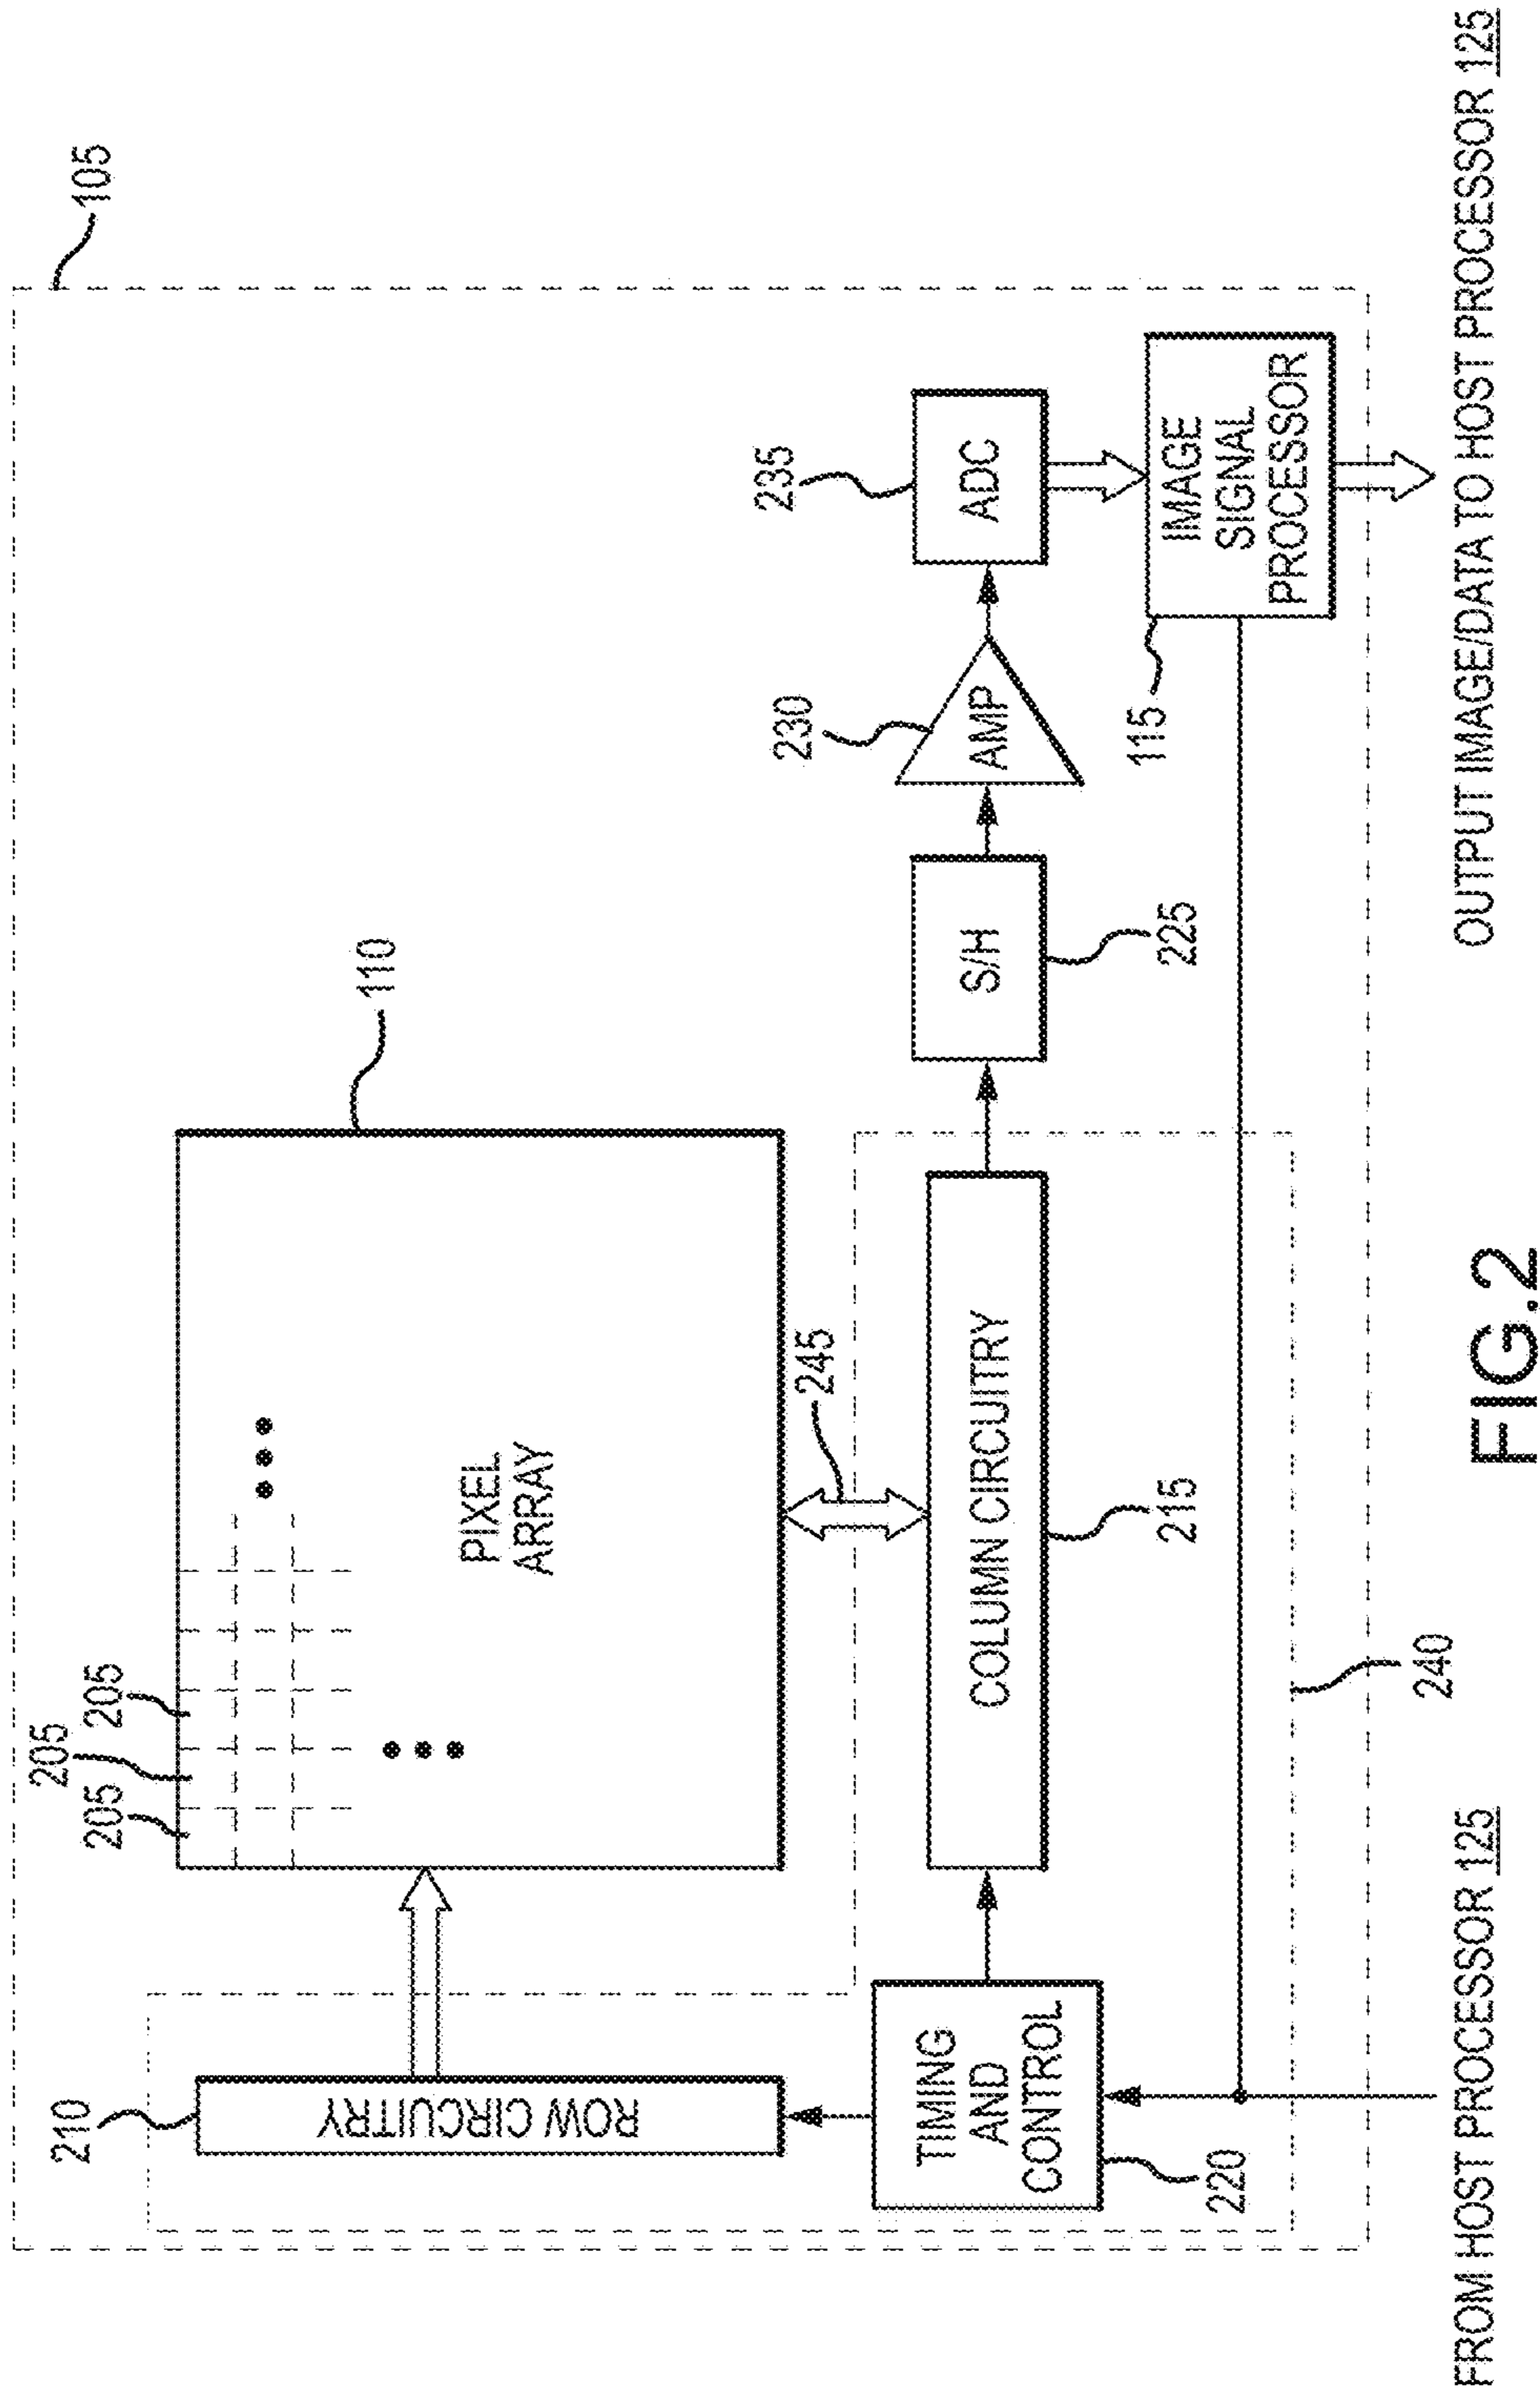 105
110
205
205
205
PIXEL
ARRAY
210
ROW CIRCUITRY
245
235
ADC
230
AMP
S/H
225
COLUMN CIRCUITRY
215
TIMING
AND
CONTROL
220
115
IMAGE
SIGNAL
PROCESSOR
240
FROM HOST PROCESSOR 125
OUTPUT IMAGE/DATA TO HOST PROCESSOR 125
FIG.2